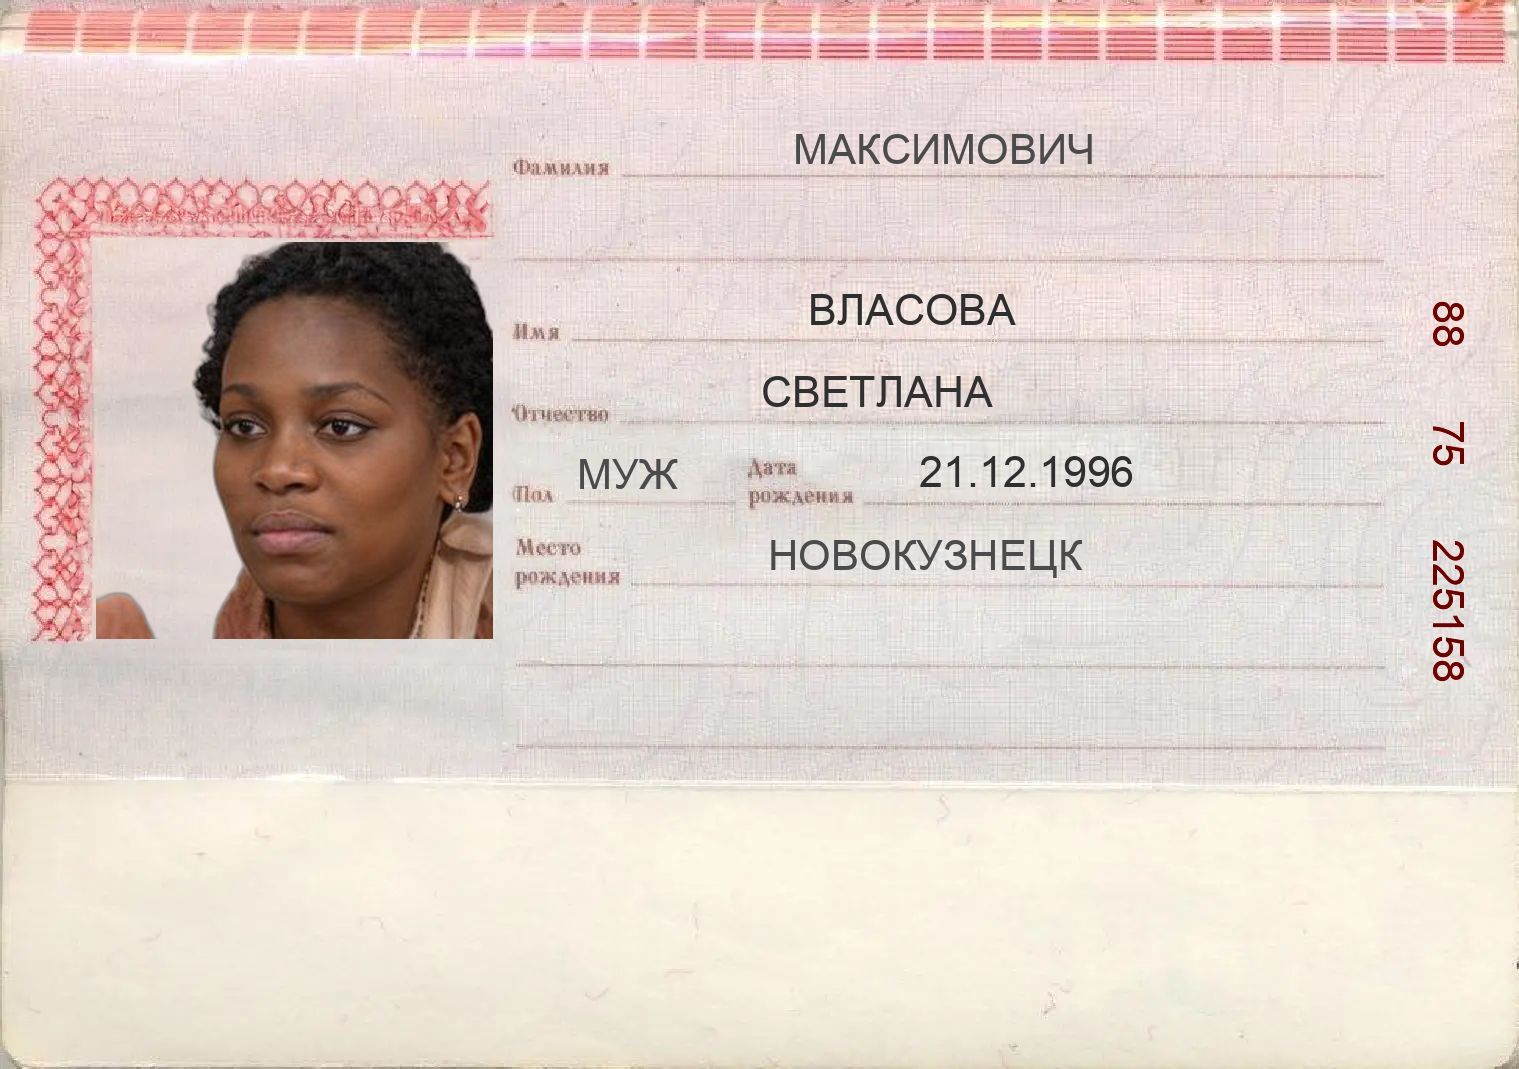 Фамилия МАКСИМОВИЧ
Имя ВЛАСОВА
Отчество СВЕТЛАНА
Пол МУЖ Дата рождения 21.12.1996
Место рождения НОВОКУЗНЕЦК
88 75 225158